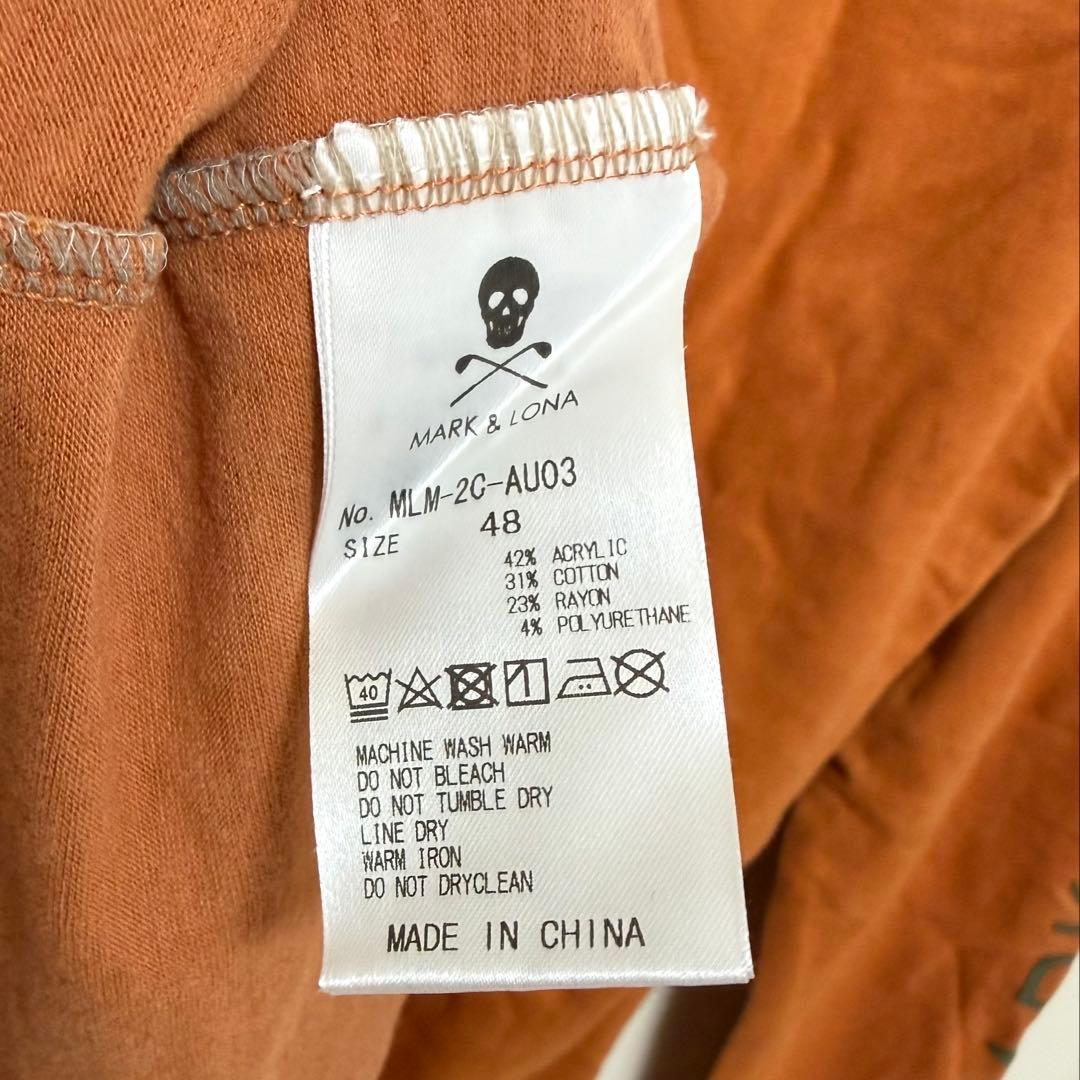 MARK & LONA
No. MLM-2C-AU03
SIZE 48
42% ACRYLIC
31% COTTON
23% RAYON
4% POLYURETHANE
40
MACHINE WASH WARM
DO NOT BLEACH
DO NOT TUMBLE DRY
LINE DRY
WARM IRON
DO NOT DRYCLEAN
MADE IN CHINA